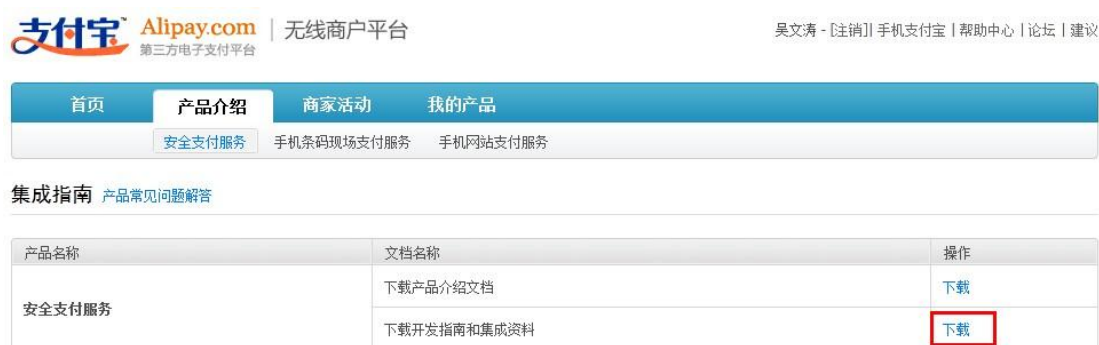 支付宝 Alipay.com 无线商户平台
第三方电子支付平台
吴文涛 - [注销]| 手机支付宝 | 帮助中心 | 论坛 | 建议
首页 产品介绍 商家活动 我的产品
安全支付服务 手机条码现场支付服务 手机网站支付服务
集成指南 产品常见问题解答
产品名称 文档名称 操作
安全支付服务
下载产品介绍文档 下载
下载开发指南和集成资料 下载